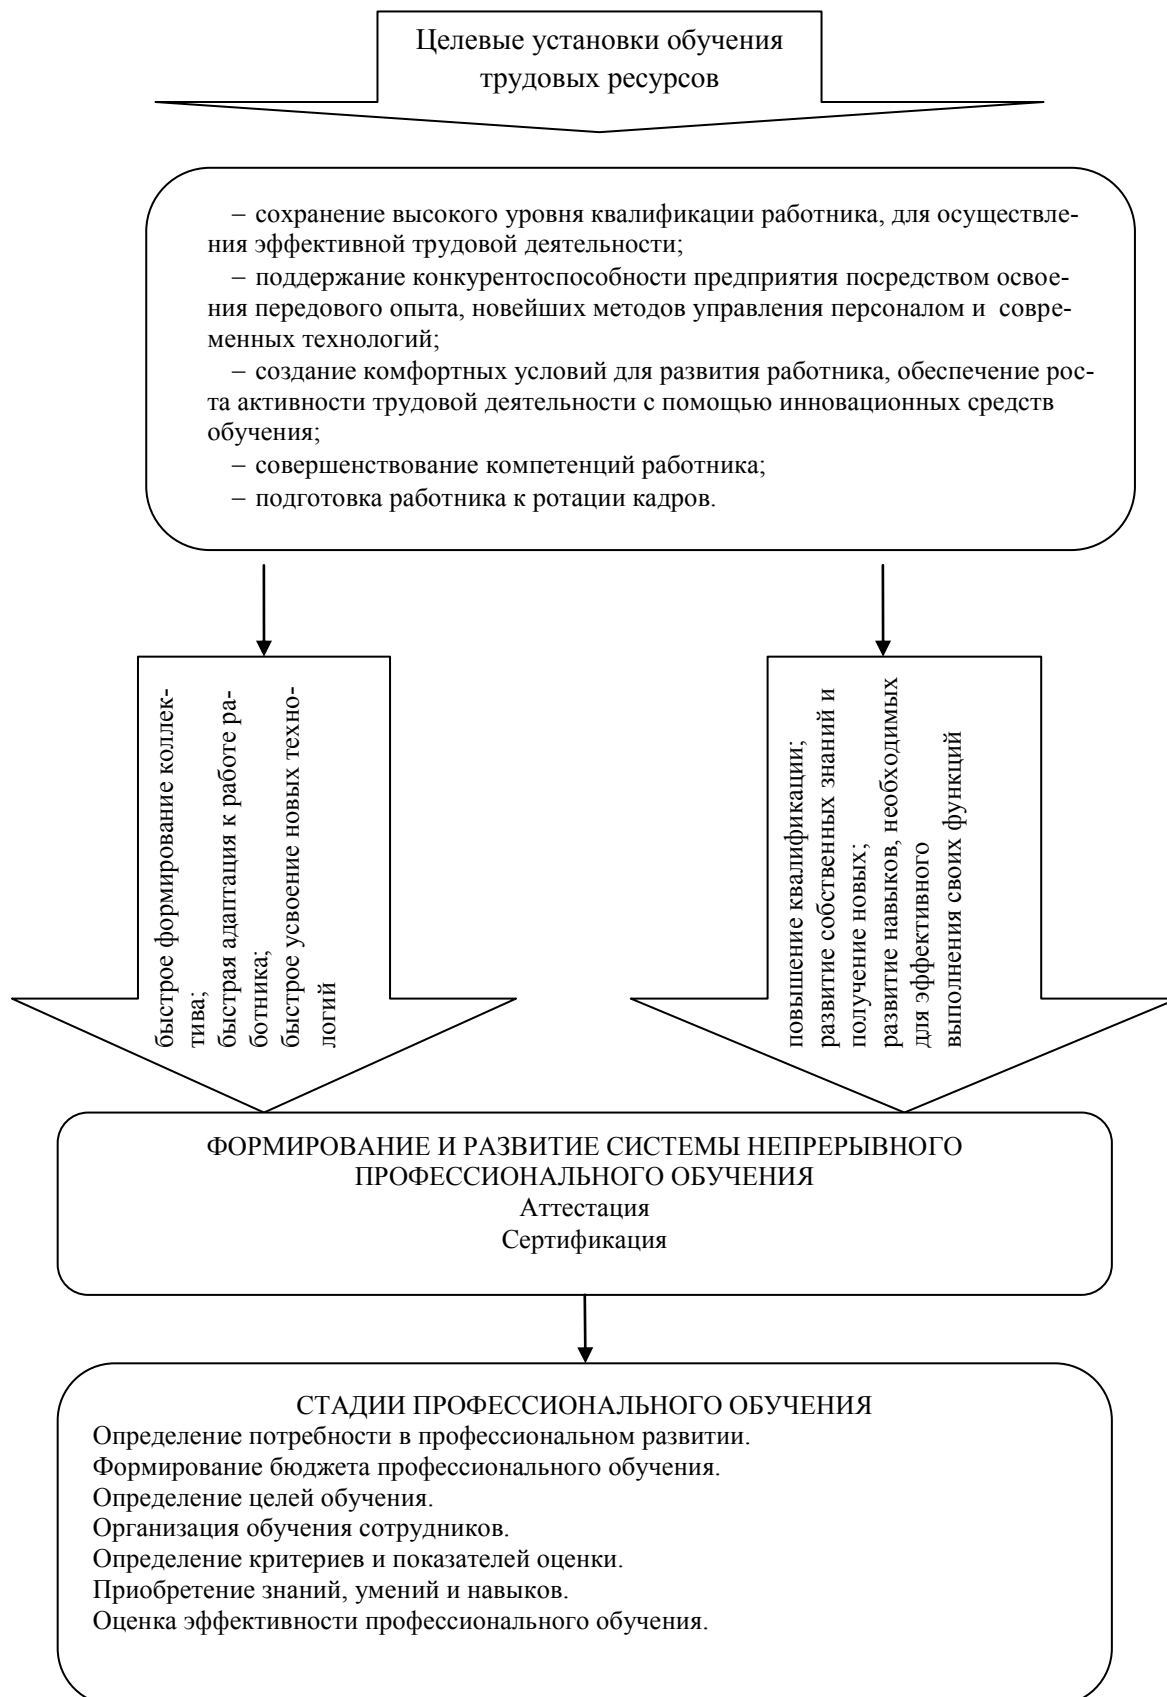 Целевые установки обучения
трудовых ресурсов
– сохранение высокого уровня квалификации работника, для осуществле-
ния эффективной трудовой деятельности;
– поддержание конкурентоспособности предприятия посредством освое-
ния передового опыта, новейших методов управления персоналом и совре-
менных технологий;
– создание комфортных условий для развития работника, обеспечение рос-
та активности трудовой деятельности с помощью инновационных средств
обучения;
– совершенствование компетенций работника;
– подготовка работника к ротации кадров.
быстрое формирование коллек-
тива;
быстрая адаптация к работе ра-
ботника;
быстрое усвоение новых техно-
логий
повышение квалификации;
развитие собственных знаний и
получение новых;
развитие навыков, необходимых
для эффективного
выполнения своих функций
ФОРМИРОВАНИЕ И РАЗВИТИЕ СИСТЕМЫ НЕПРЕРЫВНОГО
ПРОФЕССИОНАЛЬНОГО ОБУЧЕНИЯ
Аттестация
Сертификация
СТАДИИ ПРОФЕССИОНАЛЬНОГО ОБУЧЕНИЯ
Определение потребности в профессиональном развитии.
Формирование бюджета профессионального обучения.
Определение целей обучения.
Организация обучения сотрудников.
Определение критериев и показателей оценки.
Приобретение знаний, умений и навыков.
Оценка эффективности профессионального обучения.